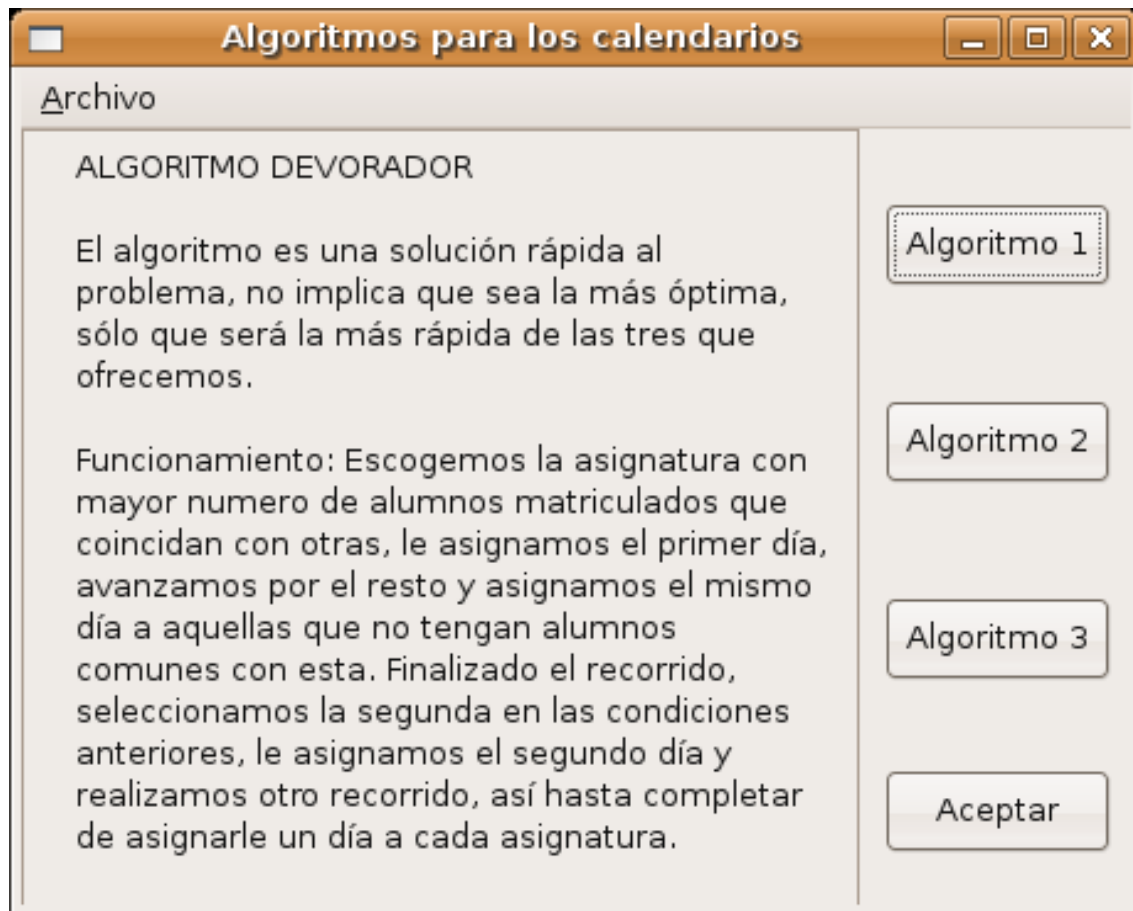 Algoritmos para los calendarios
Archivo
ALGORITMO DEVORADOR
El algoritmo es una solución rápida al
problema, no implica que sea la más óptima,
sólo que será la más rápida de las tres que
ofrecemos.
Funcionamiento: Escogemos la asignatura con
mayor numero de alumnos matriculados que
coincidan con otras, le asignamos el primer día,
avanzamos por el resto y asignamos el mismo
día a aquellas que no tengan alumnos
comunes con esta. Finalizado el recorrido,
seleccionamos la segunda en las condiciones
anteriores, le asignamos el segundo día y
realizamos otro recorrido, así hasta completar
de asignarle un día a cada asignatura.
Algoritmo 1
Algoritmo 2
Algoritmo 3
Aceptar